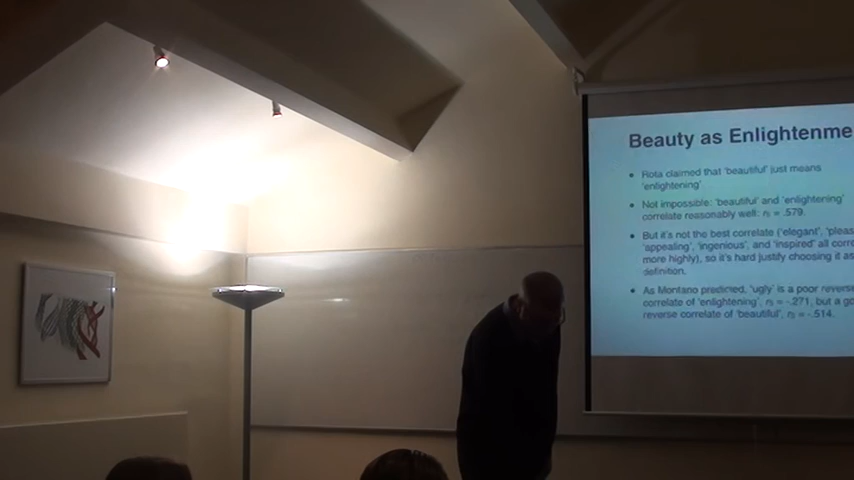 Beauty as Enlightenme
• Rota claimed that 'beautiful' just means
'enlightening'
• Not impossible: 'beautiful' and 'enlightening'
correlate reasonably well: rs = .579.
• But it's not the best correlate ('elegant', 'pleas
'appealing', 'ingenious', and 'inspired' all corre
more highly), so it's hard justify choosing it as
definition.
• As Montano predicted, 'ugly' is a poor reverse
correlate of 'enlightening', rs = -.271, but a go
reverse correlate of 'beautiful', rs = -.514.